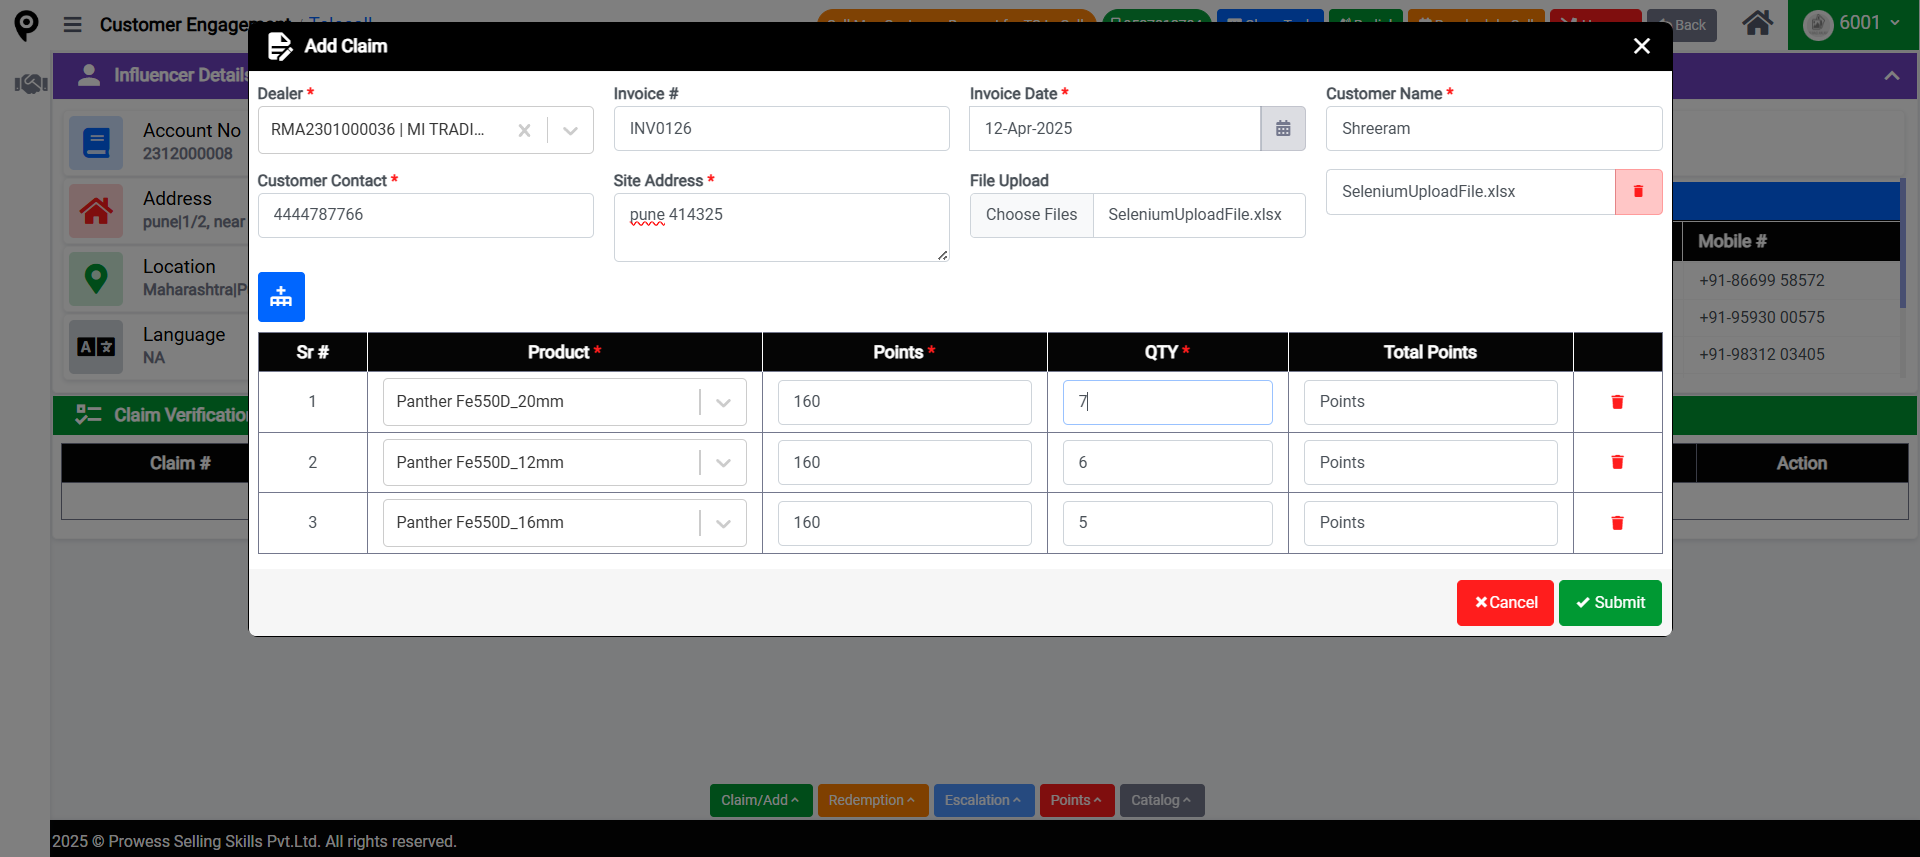 Customer Engagement / Telecall
Back
6001
Add Claim
Influencer Details
Account No
2312000008
Address
pune|1/2, near
Location
Maharashtra|P
Language
NA
Dealer *
RMA2301000036 | MI TRADI...
Invoice #
INV0126
Invoice Date *
12-Apr-2025
Customer Name *
Shreeram
Customer Contact *
4444787766
Site Address *
pune 414325
File Upload
Choose Files SeleniumUploadFile.xlsx
SeleniumUploadFile.xlsx
Mobile #
+91-86699 58572
+91-95930 00575
+91-98312 03405
Sr # Product * Points * QTY * Total Points
1 Panther Fe550D_20mm 160 7 Points
2 Panther Fe550D_12mm 160 6 Points
3 Panther Fe550D_16mm 160 5 Points
Cancel Submit
Claim Verification
Claim # Action
Claim/Add Redemption Escalation Points Catalog
2025 © Prowess Selling Skills Pvt.Ltd. All rights reserved.